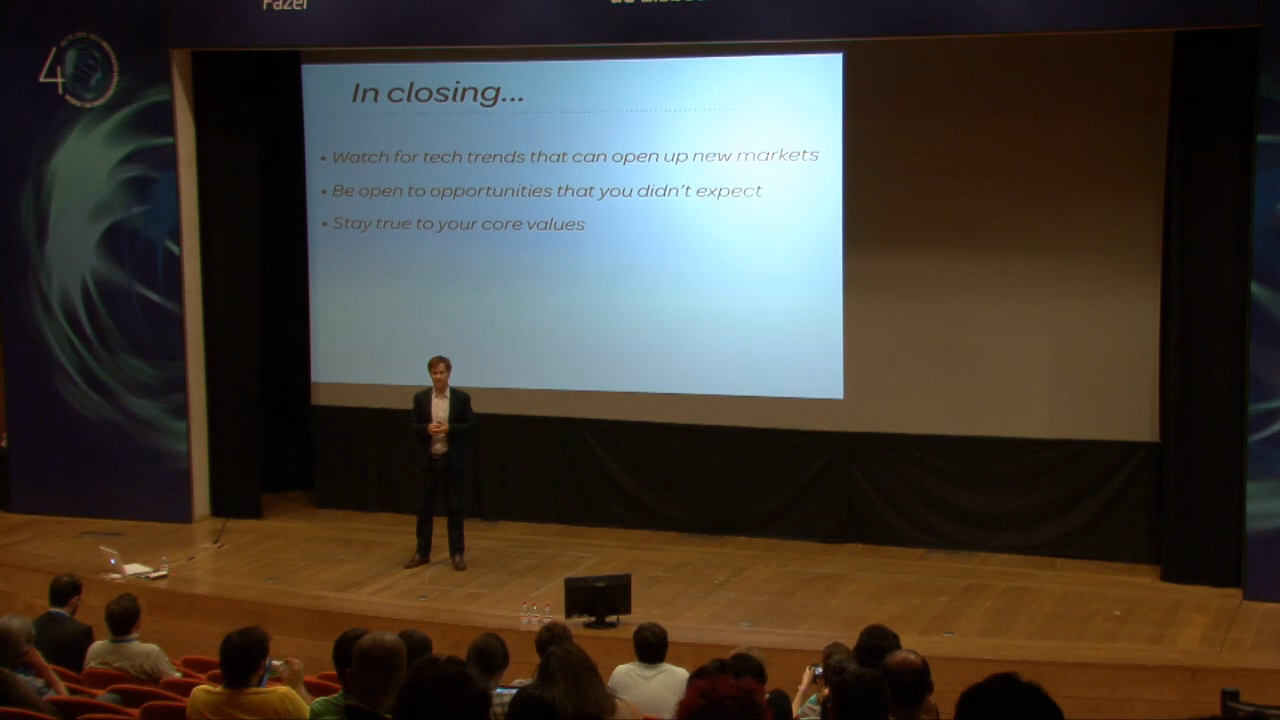 Fazer
4
In closing...
• Watch for tech trends that can open up new markets
• Be open to opportunities that you didn't expect
• Stay true to your core values